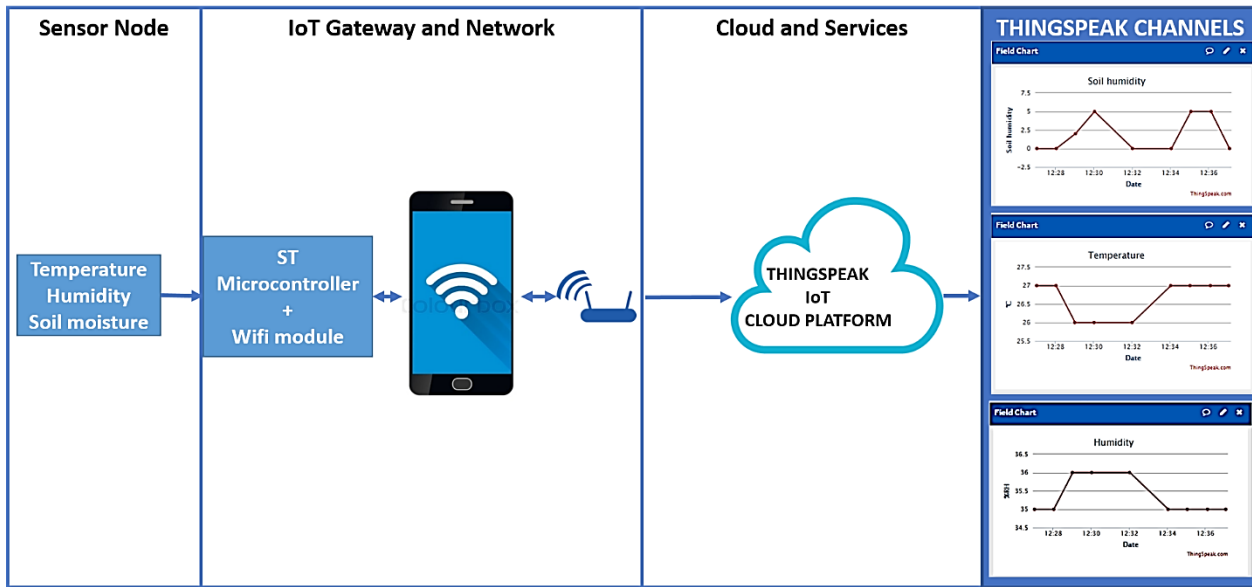 Sensor Node
IoT Gateway and Network
Cloud and Services
THINGSPEAK CHANNELS
Temperature
Humidity
Soil moisture
ST
Microcontroller
+
Wifi module
THINGSPEAK
IoT
CLOUD PLATFORM
Field Chart
Soil humidity
Soil humidity
7.5
5
2.5
0
-2.5
12:28 12:30 12:32 12:34 12:36
Date
ThingSpeak.com
Field Chart
Temperature
°C
27.5
27
26.5
26
25.5
12:28 12:30 12:32 12:34 12:36
Date
ThingSpeak.com
Field Chart
Humidity
%RH
36.5
36
35.5
35
34.5
12:28 12:30 12:32 12:34 12:36
Date
ThingSpeak.com